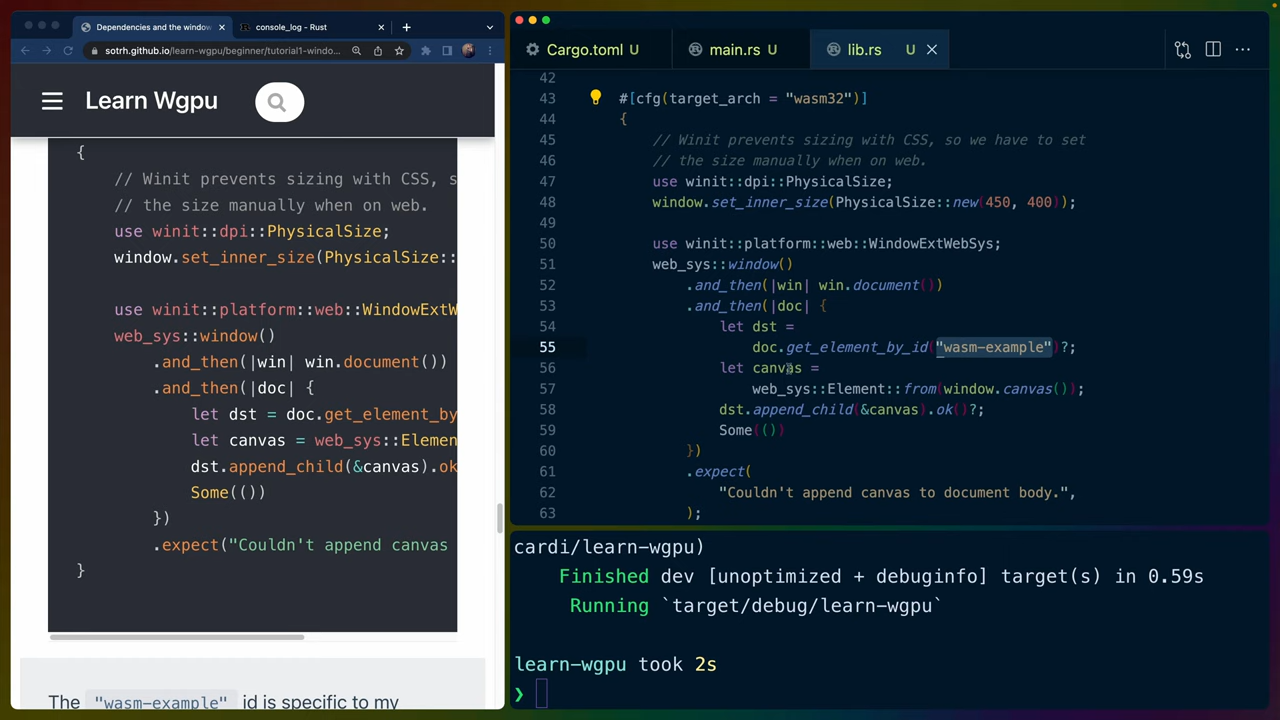 Dependencies and the window
console_log - Rust
sotrh.github.io/learn-wgpu/beginner/tutorial1-windo...
Learn Wgpu
{
// Winit prevents sizing with CSS, s
// the size manually when on web.
use winit::dpi::PhysicalSize;
window.set_inner_size(PhysicalSize::
use winit::platform::web::WindowExtW
web_sys::window()
.and_then(|win| win.document())
.and_then(|doc| {
let dst = doc.get_element_by
let canvas = web_sys::Elemen
dst.append_child(&canvas).ok
Some(())
})
.expect("Couldn't append canvas
}
The "wasm-example" id is specific to my
Cargo.toml U
main.rs U
lib.rs U
42
43 #[cfg(target_arch = "wasm32")]
44 {
45 // Winit prevents sizing with CSS, so we have to set
46 // the size manually when on web.
47 use winit::dpi::PhysicalSize;
48 window.set_inner_size(PhysicalSize::new(450, 400));
49
50 use winit::platform::web::WindowExtWebSys;
51 web_sys::window()
52 .and_then(|win| win.document())
53 .and_then(|doc| {
54 let dst =
55 doc.get_element_by_id("wasm-example")?;
56 let canvas =
57 web_sys::Element::from(window.canvas());
58 dst.append_child(&canvas).ok()?;
59 Some(())
60 })
61 .expect(
62 "Couldn't append canvas to document body.",
63 );
cardi/learn-wgpu)
Finished dev [unoptimized + debuginfo] target(s) in 0.59s
Running `target/debug/learn-wgpu`
learn-wgpu took 2s
❯